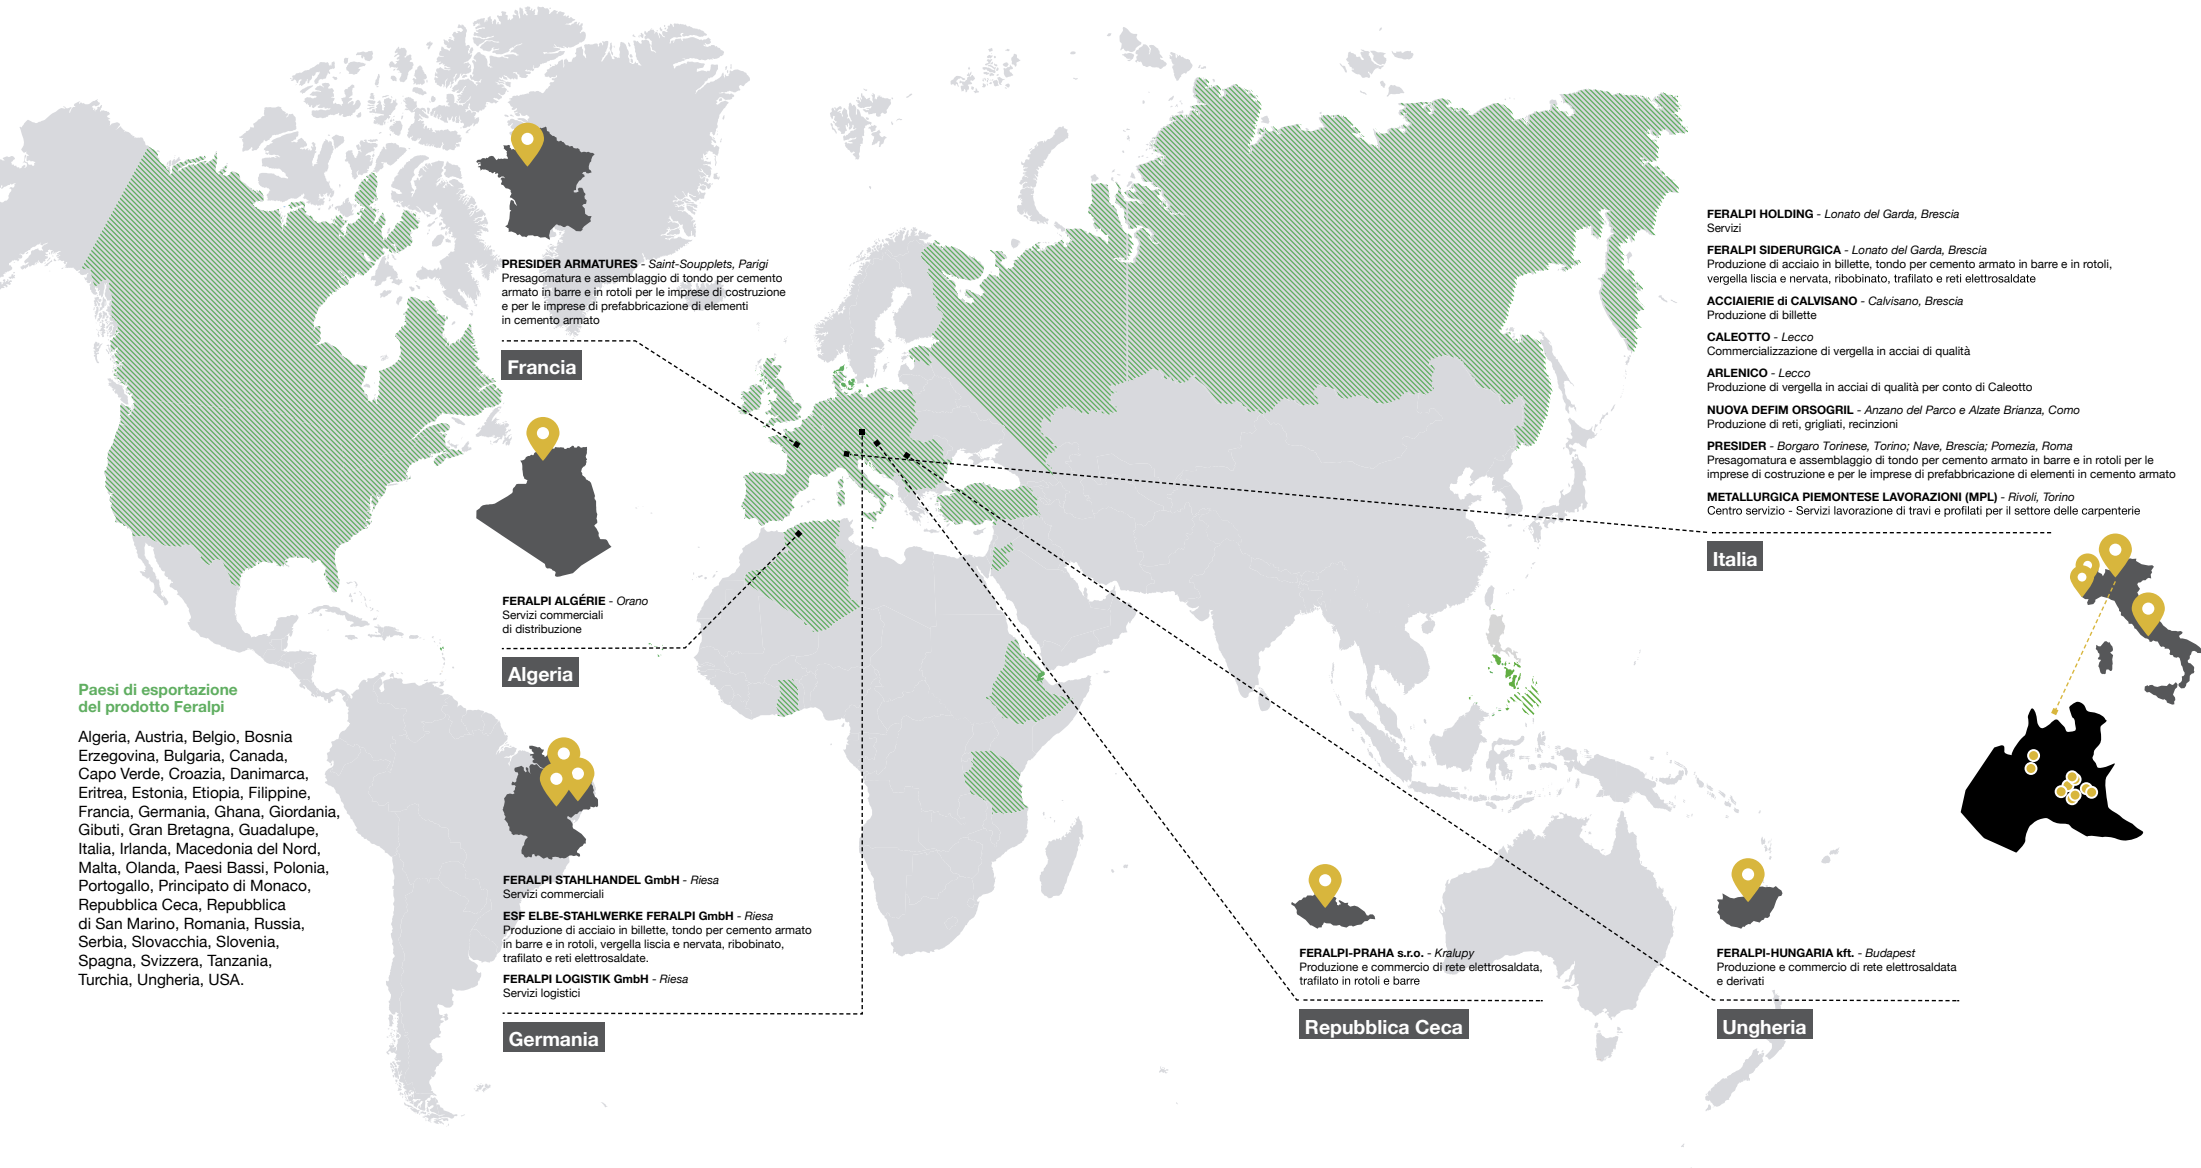 PRESIDER ARMATURES - Saint-Soupplets, Parigi
Presagomatura e assemblaggio di tondo per cemento
armato in barre e in rotoli per le imprese di costruzione
e per le imprese di prefabbricazione di elementi
in cemento armato
Francia
FERALPI ALGÉRIE - Orano
Servizi commerciali
di distribuzione
Algeria
Paesi di esportazione
del prodotto Feralpi
Algeria, Austria, Belgio, Bosnia
Erzegovina, Bulgaria, Canada,
Capo Verde, Croazia, Danimarca,
Eritrea, Estonia, Etiopia, Filippine,
Francia, Germania, Ghana, Giordania,
Gibuti, Gran Bretagna, Guadalupe,
Italia, Irlanda, Macedonia del Nord,
Malta, Olanda, Paesi Bassi, Polonia,
Portogallo, Principato di Monaco,
Repubblica Ceca, Repubblica
di San Marino, Romania, Russia,
Serbia, Slovacchia, Slovenia,
Spagna, Svizzera, Tanzania,
Turchia, Ungheria, USA.
FERALPI STAHLHANDEL GmbH - Riesa
Servizi commerciali
ESF ELBE-STAHLWERKE FERALPI GmbH - Riesa
Produzione di acciaio in billette, tondo per cemento armato
in barre e in rotoli, vergella liscia e nervata, ribobinato,
trafilato e reti elettrosaldate.
FERALPI LOGISTIK GmbH - Riesa
Servizi logistici
Germania
FERALPI HOLDING - Lonato del Garda, Brescia
Servizi
FERALPI SIDERURGICA - Lonato del Garda, Brescia
Produzione di acciaio in billette, tondo per cemento armato in barre e in rotoli,
vergella liscia e nervata, ribobinato, trafilato e reti elettrosaldate
ACCIAIERIE di CALVISANO - Calvisano, Brescia
Produzione di billette
CALEOTTO - Lecco
Commercializzazione di vergella in acciai di qualità
ARLENICO - Lecco
Produzione di vergella in acciai di qualità per conto di Caleotto
NUOVA DEFIM ORSOGRIL - Anzano del Parco e Alzate Brianza, Como
Produzione di reti, grigliati, recinzioni
PRESIDER - Borgaro Torinese, Torino; Nave, Brescia; Pomezia, Roma
Presagomatura e assemblaggio di tondo per cemento armato in barre e in rotoli per le
imprese di costruzione e per le imprese di prefabbricazione di elementi in cemento armato
METALLURGICA PIEMONTESE LAVORAZIONI (MPL) - Rivoli, Torino
Centro servizio - Servizi lavorazione di travi e profilati per il settore delle carpenterie
Italia
FERALPI-PRAHA s.r.o. - Kralupy
Produzione e commercio di rete elettrosaldata,
trafilato in rotoli e barre
Repubblica Ceca
FERALPI-HUNGARIA kft. - Budapest
Produzione e commercio di rete elettrosaldata
e derivati
Ungheria